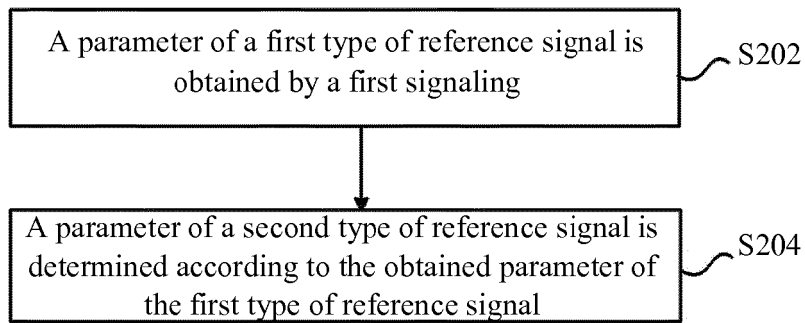 A parameter of a first type of reference signal is
obtained by a first signaling
S202
A parameter of a second type of reference signal is
determined according to the obtained parameter of
the first type of reference signal
S204